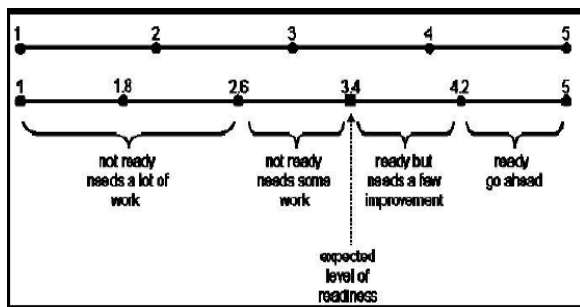 1 2 3 4 5
1 1.8 2.6 3.4 4.2 5
not ready
needs a lot of
work
not ready
needs some
work
ready but
needs a few
improvement
ready
go ahead
expected
level of
readiness